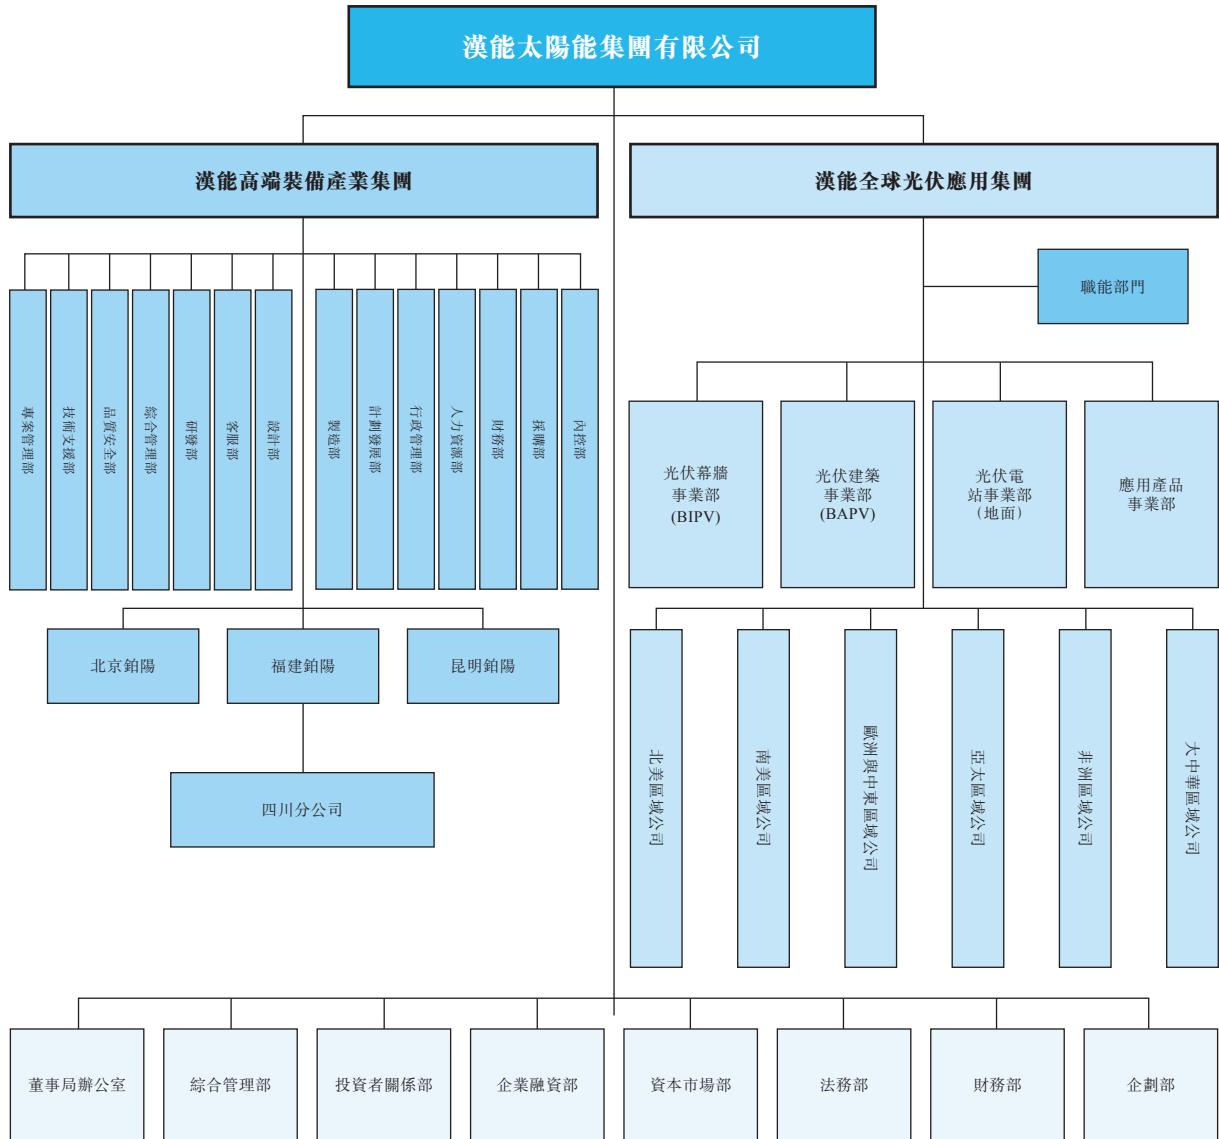 漢能太陽能集團有限公司
漢能高端裝備產業集團
漢能全球光伏應用集團
職能部門
專案管理部
技術支援部
品質安全部
綜合管理部
研發部
客服部
設計部
製造部
計劃發展部
行政管理部
人力資源部
財務部
採購部
內控部
光伏幕牆
事業部
(BIPV)
光伏建築
事業部
(BAPV)
光伏電
站事業部
（地面）
應用產品
事業部
北京鉑陽
福建鉑陽
昆明鉑陽
四川分公司
北美區域公司
南美區域公司
歐洲與中東區域公司
亞太區域公司
非洲區域公司
大中華區域公司
董事局辦公室
綜合管理部
投資者關係部
企業融資部
資本市場部
法務部
財務部
企劃部